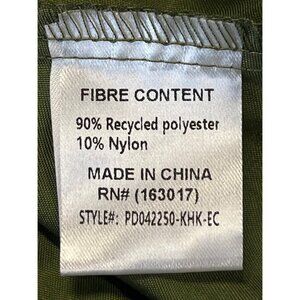 FIBRE CONTENT
90% Recycled polyester
10% Nylon
MADE IN CHINA
RN# (163017)
STYLE#: PD042250-KHK-EC